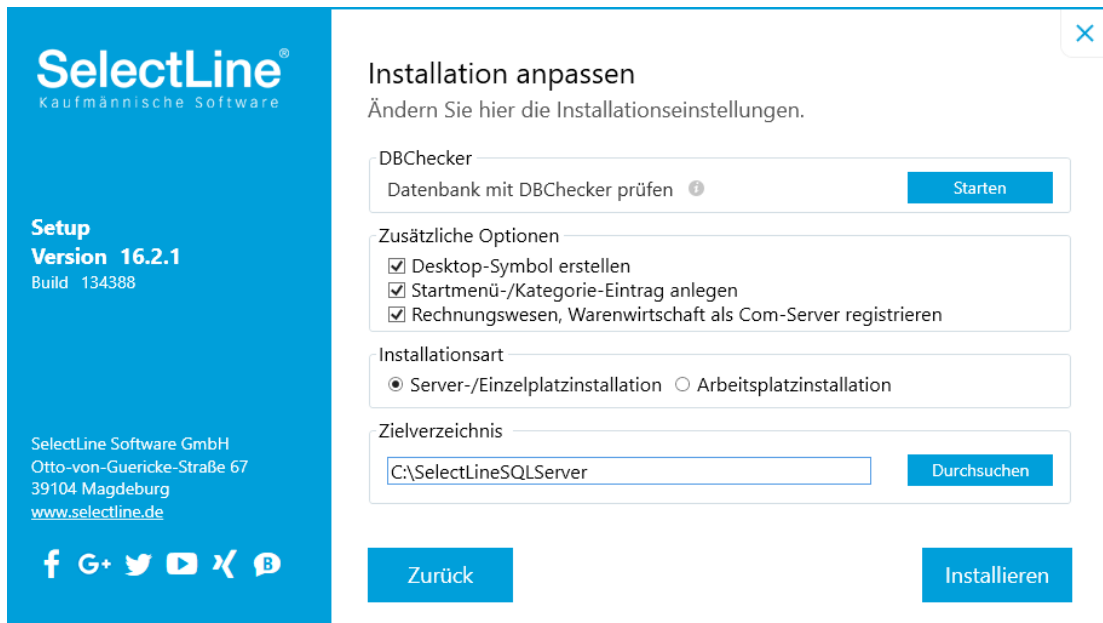 SelectLine®
Kaufmännische Software
Setup
Version 16.2.1
Build 134388
SelectLine Software GmbH
Otto-von-Guericke-Straße 67
39104 Magdeburg
www.selectline.de
f G+ B
Installation anpassen
Ändern Sie hier die Installationseinstellungen.
DBChecker
Datenbank mit DBChecker prüfen i
Starten
Zusätzliche Optionen
Desktop-Symbol erstellen
Startmenü-/Kategorie-Eintrag anlegen
Rechnungswesen, Warenwirtschaft als Com-Server registrieren
Installationsart
Server-/Einzelplatzinstallation Arbeitsplatzinstallation
Zielverzeichnis
C:\SelectLineSQLServer
Durchsuchen
Zurück
Installieren